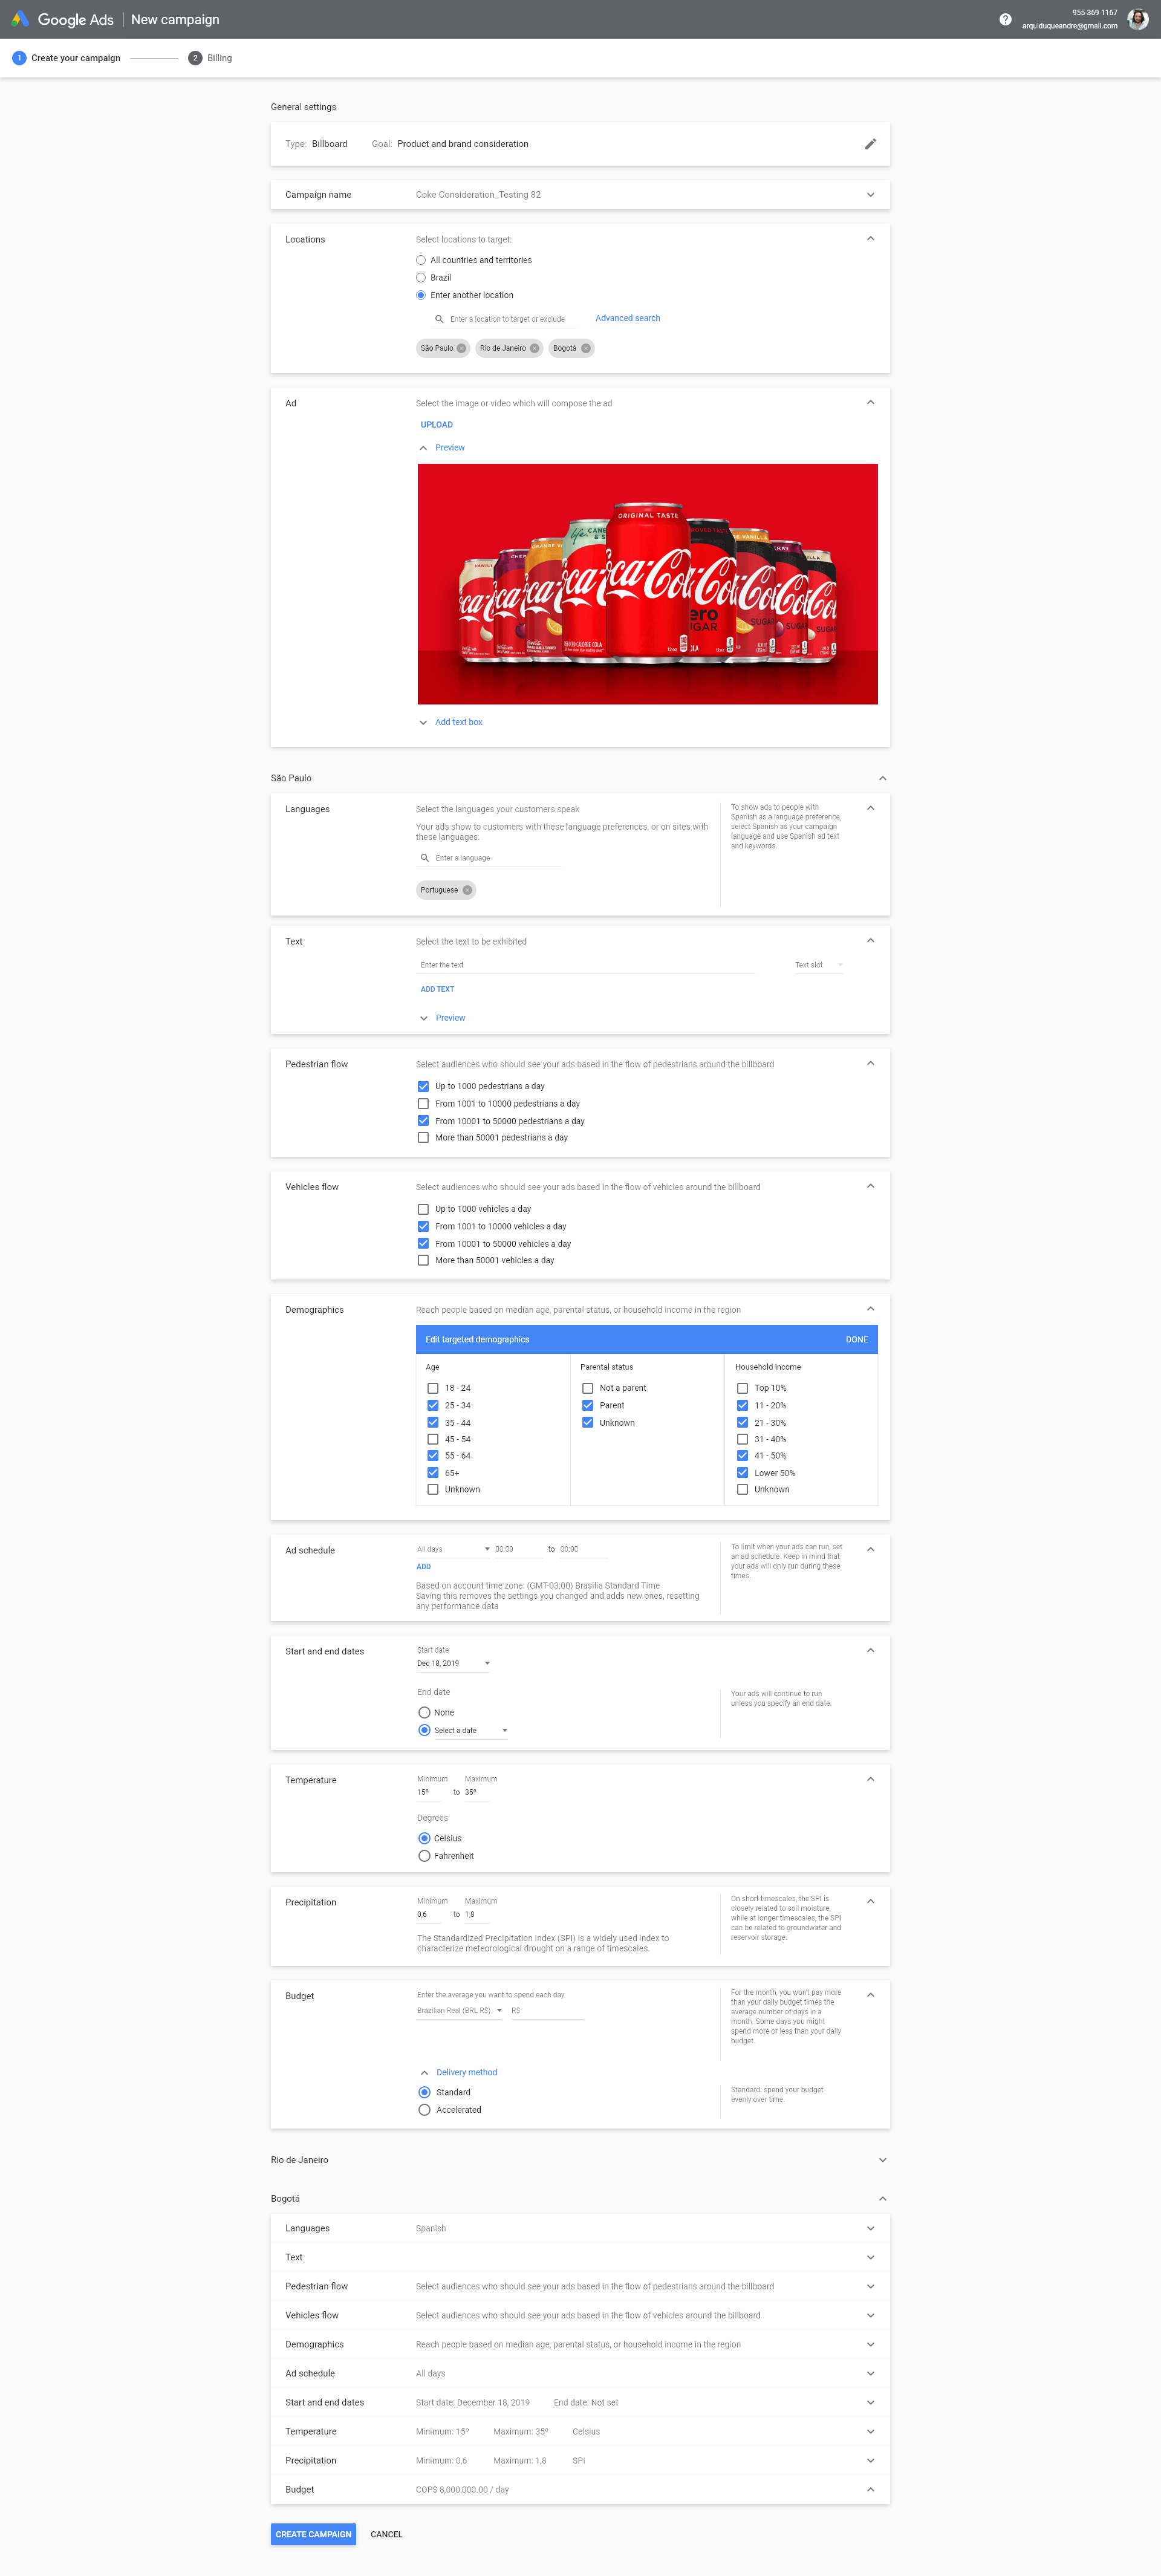 Google Ads New campaign
955-369-1167
arquiduqueandre@gmail.com
1 Create your campaign 2 Billing
General settings
Type: Billboard Goal: Product and brand consideration
Campaign name Coke Consideration_Testing 82
Locations Select locations to target:
All countries and territories
Brazil
Enter another location
Enter a location to target or exclude Advanced search
São Paulo Rio de Janeiro Bogotá
Ad Select the image or video which will compose the ad
UPLOAD
Preview
ORIGINAL TASTE
Coca-Cola
Add text box
São Paulo
Languages Select the languages your customers speak
Your ads show to customers with these language preferences, or on sites with
these languages.
Enter a language
Portuguese
To show ads to people with
Spanish as a language preference,
select Spanish as your campaign
language and use Spanish ad text
and keywords.
Text Select the text to be exhibited
Enter the text Text slot
ADD TEXT
Preview
Pedestrian flow Select audiences who should see your ads based in the flow of pedestrians around the billboard
Up to 1000 pedestrians a day
From 1001 to 10000 pedestrians a day
From 10001 to 50000 pedestrians a day
More than 50001 pedestrians a day
Vehicles flow Select audiences who should see your ads based in the flow of vehicles around the billboard
Up to 1000 vehicles a day
From 1001 to 10000 vehicles a day
From 10001 to 50000 vehicles a day
More than 50001 vehicles a day
Demographics Reach people based on median age, parental status, or household income in the region
Edit targeted demographics DONE
Age Parental status Household income
18 - 24 Not a parent Top 10%
25 - 34 Parent 11 - 20%
35 - 44 Unknown 21 - 30%
45 - 54 31 - 40%
55 - 64 41 - 50%
65+ Lower 50%
Unknown Unknown
Ad schedule All days 00:00 to 00:00
ADD
Based on account time zone: (GMT-03:00) Brasilia Standard Time
Saving this removes the settings you changed and adds new ones, resetting
any performance data
To limit when your ads can run, set
an ad schedule. Keep in mind that
your ads will only run during these
times.
Start and end dates Start date
Dec 18, 2019
End date
None
Select a date
Your ads will continue to run
unless you specify an end date.
Temperature Minimum Maximum
15º to 35º
Degrees
Celsius
Fahrenheit
Precipitation Minimum Maximum
0,6 to 1,8
The Standardized Precipitation Index (SPI) is a widely used index to
characterize meteorological drought on a range of timescales.
On short timescales, the SPI is
closely related to soil moisture,
while at longer timescales, the SPI
can be related to groundwater and
reservoir storage.
Budget Enter the average you want to spend each day
Brazilian Real (BRL R$) R$
For the month, you won't pay more
than your daily budget times the
average number of days in a
month. Some days you might
spend more or less than your daily
budget.
Delivery method
Standard
Accelerated
Standard: spend your budget
evenly over time.
Rio de Janeiro
Bogotá
Languages Spanish
Text
Pedestrian flow Select audiences who should see your ads based in the flow of pedestrians around the billboard
Vehicles flow Select audiences who should see your ads based in the flow of vehicles around the billboard
Demographics Reach people based on median age, parental status, or household income in the region
Ad schedule All days
Start and end dates Start date: December 18, 2019 End date: Not set
Temperature Minimum: 15º Maximum: 35º Celsius
Precipitation Minimum: 0,6 Maximum: 1,8 SPI
Budget COP$ 8,000,000.00 / day
CREATE CAMPAIGN CANCEL